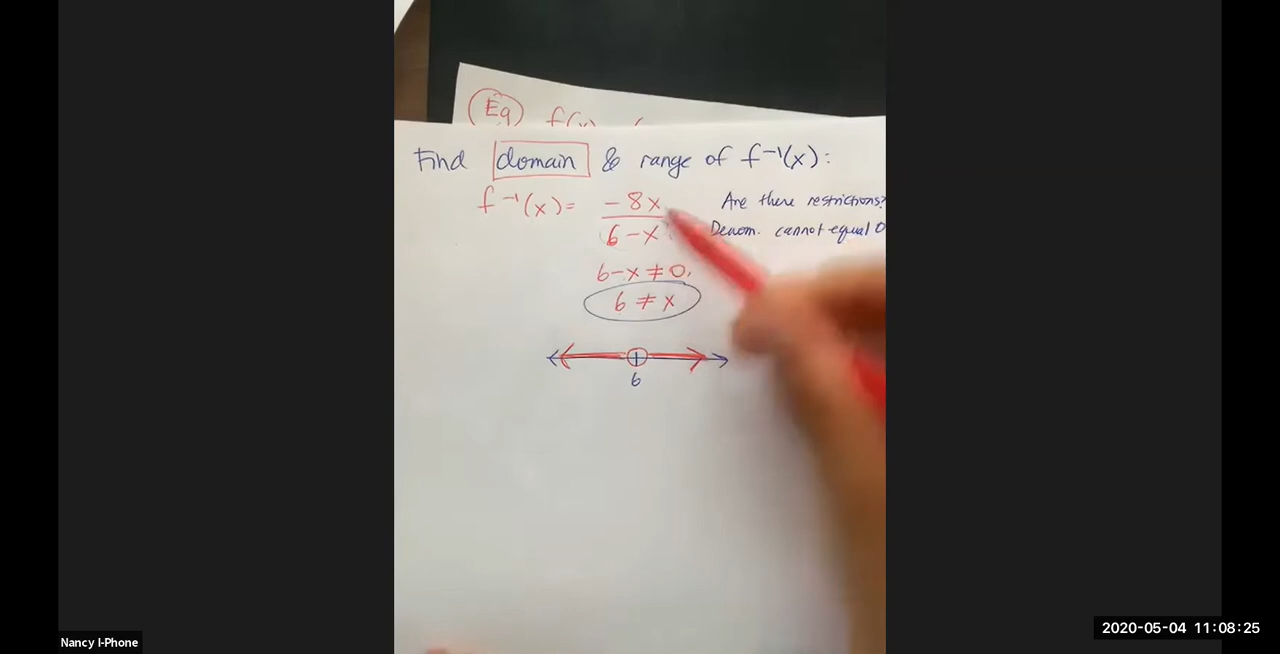 Eq
Find domain & range of f⁻¹(x):
f⁻¹(x) = -8x
6-x
Are there restrictions?
Denom. cannot equal 0
6-x ≠ 0,
6 ≠ x
6
Nancy I-Phone
2020-05-04 11:08:25